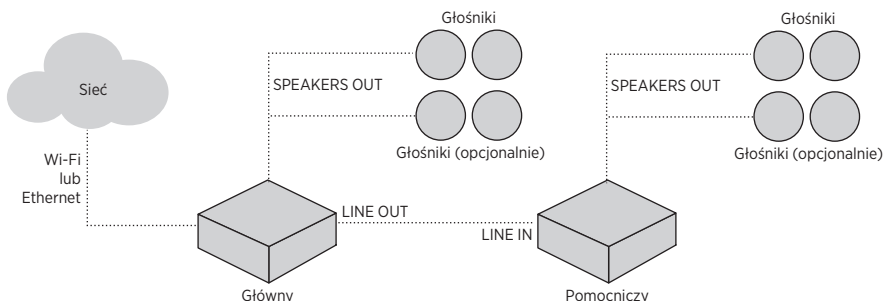 Głośniki
Głośniki
Sieć
SPEAKERS OUT
SPEAKERS OUT
Głośniki (opcjonalnie)
Głośniki (opcjonalnie)
Wi-Fi
lub
Ethernet
LINE OUT
LINE IN
Główny
Pomocniczy